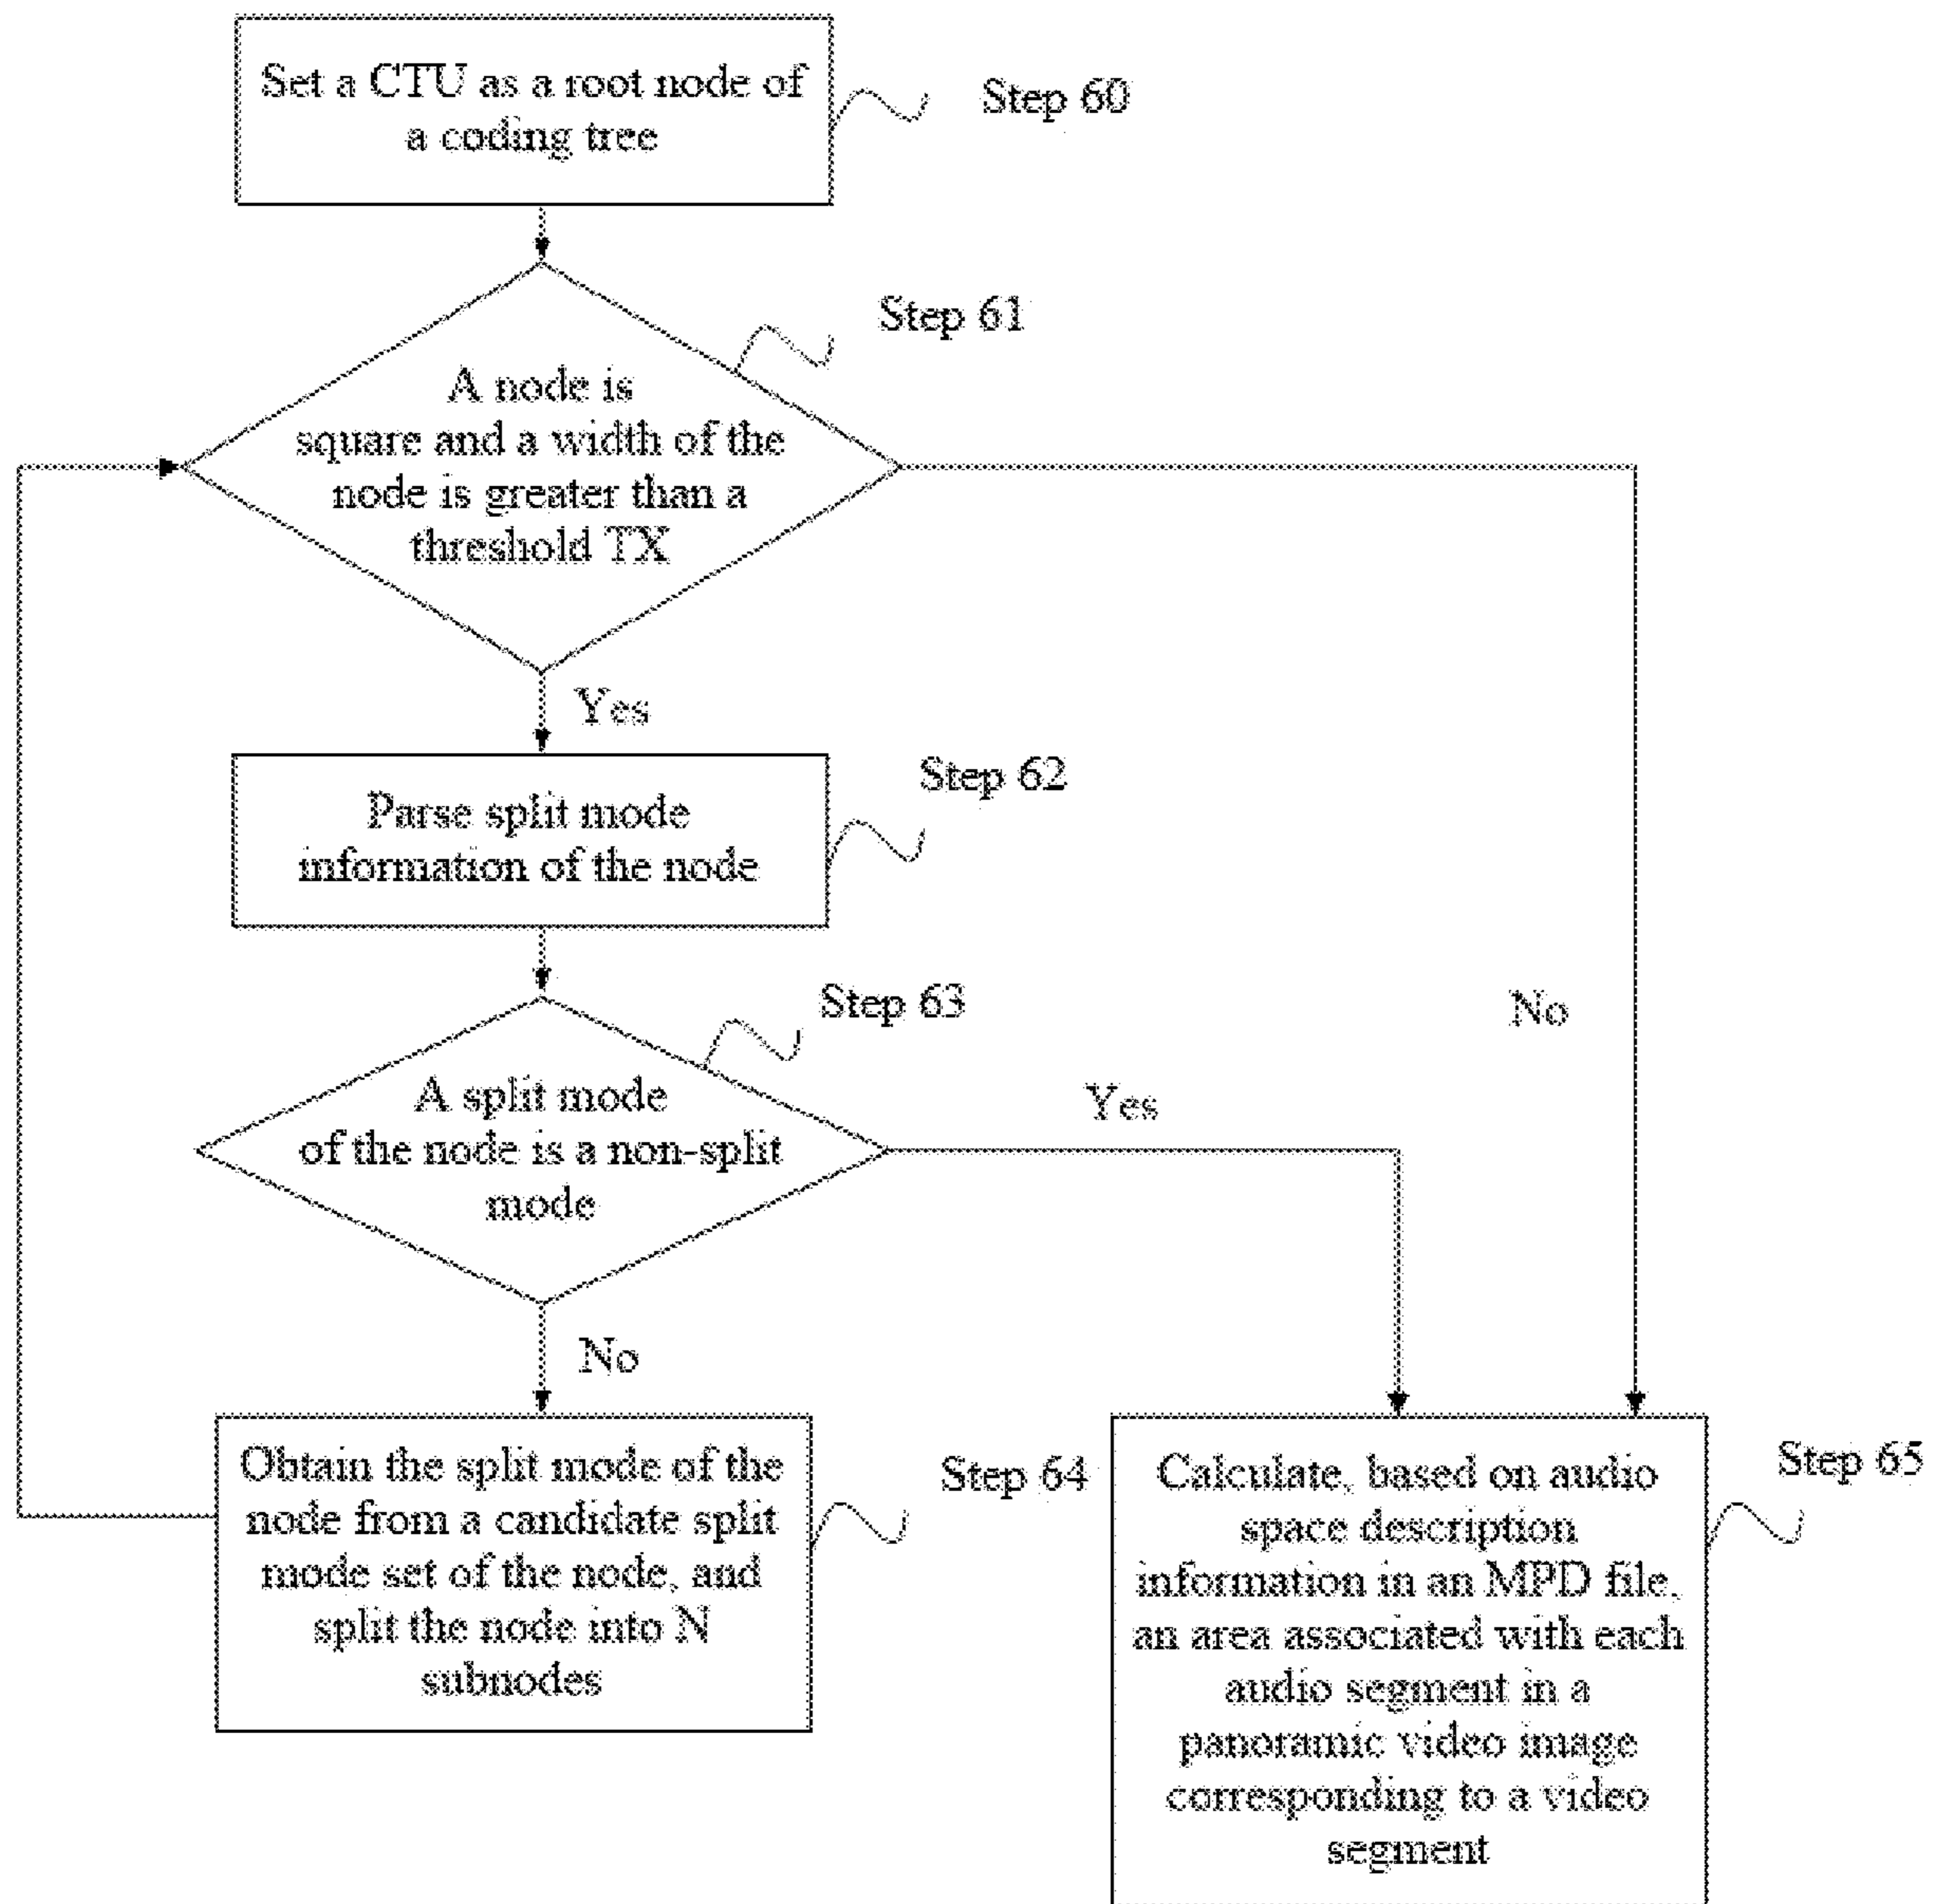 Set a CTU as a root node of
a coding tree
Step 60
Step 61
A node is
square and a width of the
node is greater than a
threshold TX
Yes
Step 62
Parse split mode
information of the node
Step 63
No
A split mode
of the node is a non-split
mode
Yes
No
Obtain the split mode of the
node from a candidate split
mode set of the node, and
split the node into N
subnodes
Step 64
Calculate, based on audio
space description
information in an MPD file,
an area associated with each
audio segment in a
panoramic video image
corresponding to a video
segment
Step 65